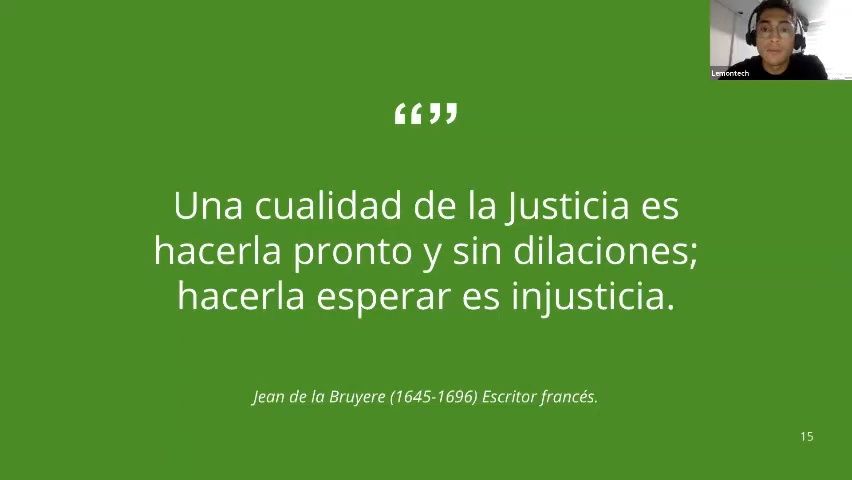 Lemontech
“”
Una cualidad de la Justicia es
hacerla pronto y sin dilaciones;
hacerla esperar es injusticia.
Jean de la Bruyere (1645-1696) Escritor francés.
15